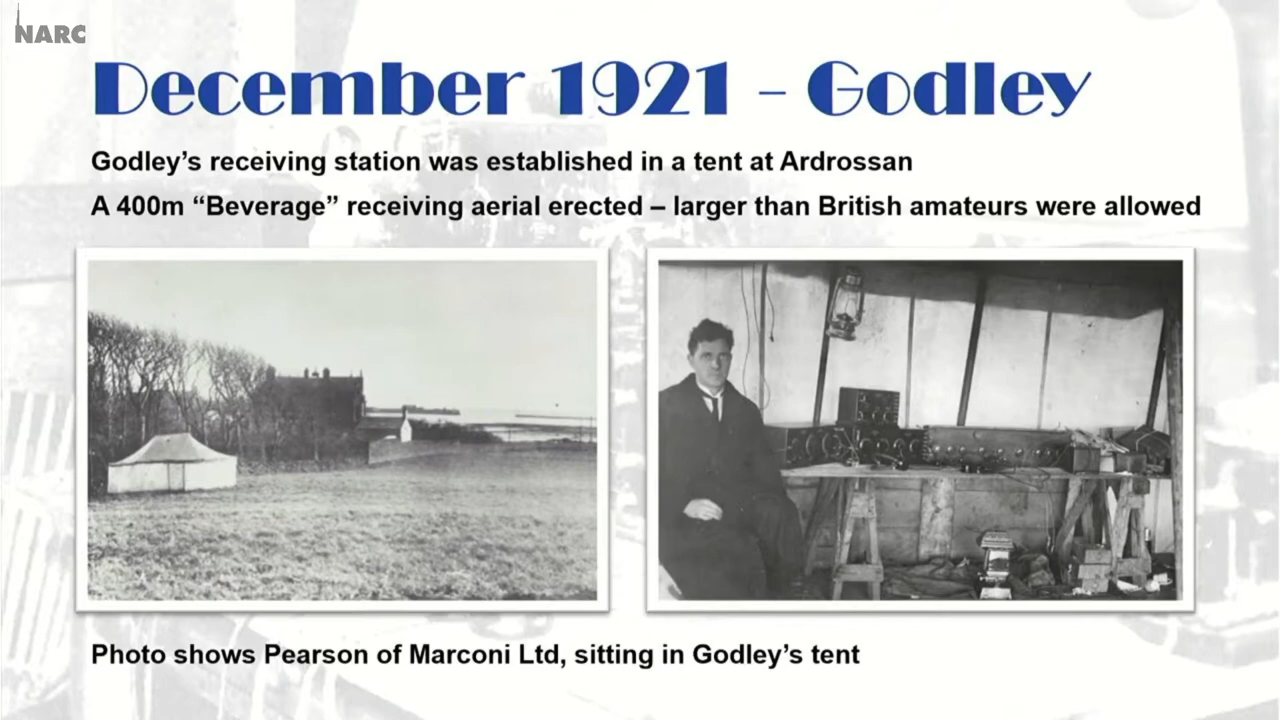 NARC
December 1921 - Godley
Godley’s receiving station was established in a tent at Ardrossan
A 400m “Beverage” receiving aerial erected – larger than British amateurs were allowed
Photo shows Pearson of Marconi Ltd, sitting in Godley’s tent